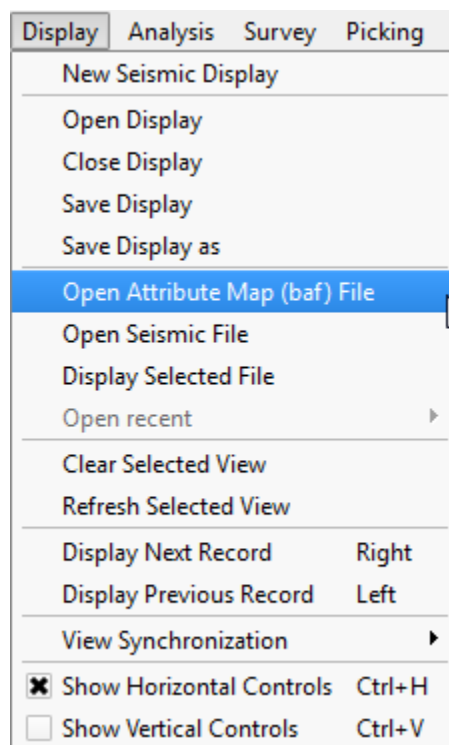 Display Analysis Survey Picking
New Seismic Display
Open Display
Close Display
Save Display
Save Display as
Open Attribute Map (baf) File
Open Seismic File
Display Selected File
Open recent
Clear Selected View
Refresh Selected View
Display Next Record Right
Display Previous Record Left
View Synchronization
Show Horizontal Controls Ctrl+H
Show Vertical Controls Ctrl+V